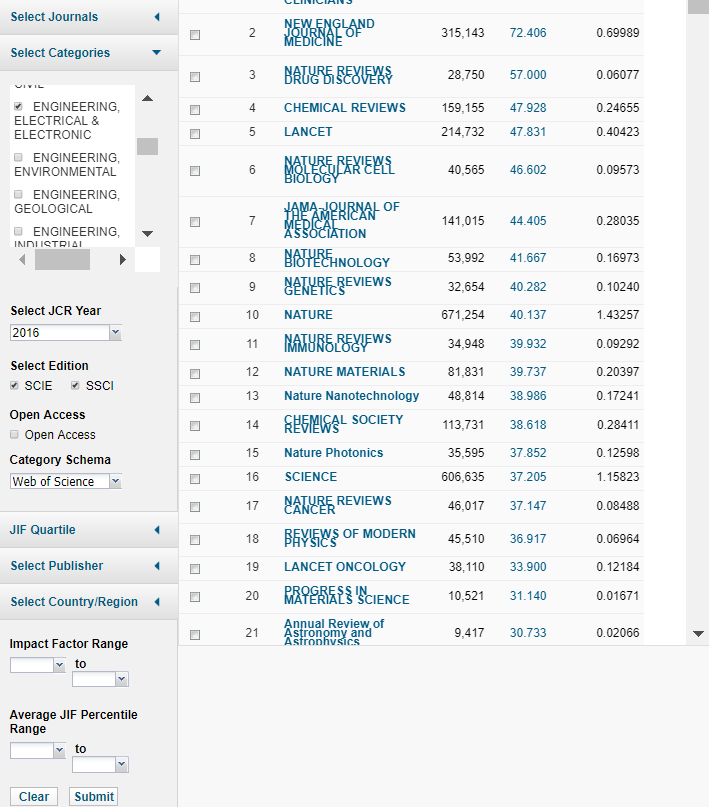 Select Journals
Select Categories
CIVIL
ENGINEERING,
ELECTRICAL &
ELECTRONIC
ENGINEERING,
ENVIRONMENTAL
ENGINEERING,
GEOLOGICAL
ENGINEERING,
INDUSTRIAL
Select JCR Year
2016
Select Edition
SCIE SSCI
Open Access
Open Access
Category Schema
Web of Science
JIF Quartile
Select Publisher
Select Country/Region
Impact Factor Range
to
Average JIF Percentile
Range
to
Clear Submit
CLINICIANS
2 NEW ENGLAND 315,143 72.406 0.69989
JOURNAL OF
MEDICINE
3 NATURE REVIEWS 28,750 57.000 0.06077
DRUG DISCOVERY
4 CHEMICAL REVIEWS 159,155 47.928 0.24655
5 LANCET 214,732 47.831 0.40423
6 NATURE REVIEWS 40,565 46.602 0.09573
MOLECULAR CELL
BIOLOGY
7 JAMA-JOURNAL OF 141,015 44.405 0.28035
THE AMERICAN
MEDICAL
ASSOCIATION
8 NATURE 53,992 41.667 0.16973
BIOTECHNOLOGY
9 NATURE REVIEWS 32,654 40.282 0.10240
GENETICS
10 NATURE 671,254 40.137 1.43257
11 NATURE REVIEWS 34,948 39.932 0.09292
IMMUNOLOGY
12 NATURE MATERIALS 81,831 39.737 0.20397
13 Nature Nanotechnology 48,814 38.986 0.17241
14 CHEMICAL SOCIETY 113,731 38.618 0.28411
REVIEWS
15 Nature Photonics 35,595 37.852 0.12598
16 SCIENCE 606,635 37.205 1.15823
17 NATURE REVIEWS 46,017 37.147 0.08488
CANCER
18 REVIEWS OF MODERN 45,510 36.917 0.06964
PHYSICS
19 LANCET ONCOLOGY 38,110 33.900 0.12184
20 PROGRESS IN 10,521 31.140 0.01671
MATERIALS SCIENCE
21 Annual Review of 9,417 30.733 0.02066
Astronomy and
Astrophysics